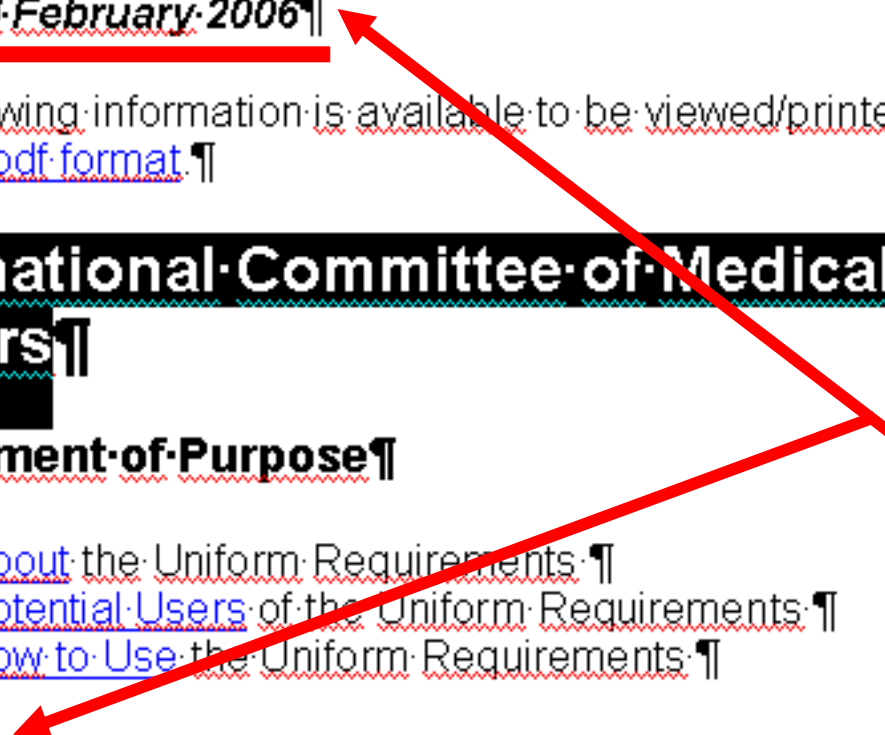 February 2006¶
wing information is available to be viewed/printe
pdf format.¶
national Committee of Medical
rs¶
ment of Purpose¶
bout the Uniform Requirements ¶
otential Users of the Uniform Requirements ¶
ow to Use the Uniform Requirements ¶